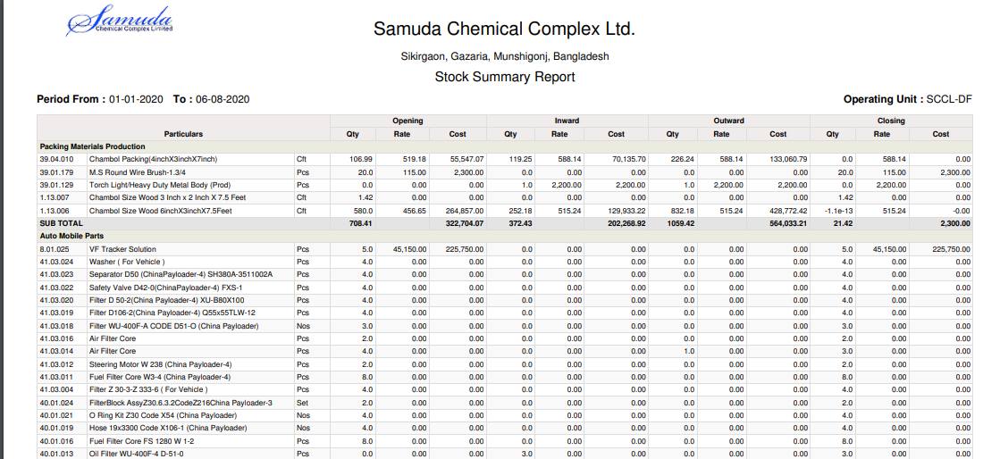 Samuda
Chemical Complex Limited
Samuda Chemical Complex Ltd.
Sikirgaon, Gazaria, Munshigonj, Bangladesh
Stock Summary Report
Period From : 01-01-2020 To : 06-08-2020 Operating Unit : SCCL-DF
Opening Inward Outward Closing
Particulars Qty Rate Cost Qty Rate Cost Qty Rate Cost Qty Rate Cost
Packing Materials Production
39.04.010 Chambol Packing(4inchX3inchX7inch) Cft 106.99 519.18 55,547.07 119.25 588.14 70,135.70 226.24 588.14 133,060.79 0.0 588.14 0.00
39.01.179 M.S Round Wire Brush-1.3/4 Pcs 20.0 115.00 2,300.00 0.0 0.00 0.00 0.0 0.00 0.00 20.0 115.00 2,300.00
39.01.129 Torch Light/Heavy Duty Metal Body (Prod) Pcs 0.0 0.00 0.00 1.0 2,200.00 2,200.00 1.0 2,200.00 2,200.00 0.0 2,200.00 0.00
1.13.007 Chambol Size Wood 3 Inch x 2 Inch X 7.5 Feet Cft 1.42 0.00 0.00 0.0 0.00 0.00 0.0 0.00 0.00 1.42 0.00 0.00
1.13.006 Chambol Size Wood 6inchX3inchX7.5Feet Cft 580.0 456.65 264,857.00 252.18 515.24 129,933.22 832.18 515.24 428,772.42 -1.1e-13 515.24 -0.00
SUB TOTAL 708.41 322,704.07 372.43 202,268.92 1059.42 564,033.21 21.42 2,300.00
Auto Mobile Parts
8.01.025 VF Tracker Solution Pcs 5.0 45,150.00 225,750.00 0.0 0.00 0.00 0.0 0.00 0.00 5.0 45,150.00 225,750.00
41.03.024 Washer ( For Vehicle ) Pcs 4.0 0.00 0.00 0.0 0.00 0.00 0.0 0.00 0.00 4.0 0.00 0.00
41.03.023 Separator D50 (ChinaPayloader-4) SH380A-3511002A Pcs 4.0 0.00 0.00 0.0 0.00 0.00 0.0 0.00 0.00 4.0 0.00 0.00
41.03.022 Safety Valve D42-0(ChinaPayloader-4) FXS-1 Pcs 4.0 0.00 0.00 0.0 0.00 0.00 0.0 0.00 0.00 4.0 0.00 0.00
41.03.020 Filter D 50-2(China Payloader-4) XU-B80X100 Pcs 4.0 0.00 0.00 0.0 0.00 0.00 0.0 0.00 0.00 4.0 0.00 0.00
41.03.019 Filter D106-2(China Payloader-4) Q55x55TLW-12 Pcs 4.0 0.00 0.00 0.0 0.00 0.00 0.0 0.00 0.00 4.0 0.00 0.00
41.03.018 Filter WU-400F-A CODE D51-O (China Payloader) Nos 3.0 0.00 0.00 0.0 0.00 0.00 0.0 0.00 0.00 3.0 0.00 0.00
41.03.016 Air Filter Core Pcs 2.0 0.00 0.00 0.0 0.00 0.00 0.0 0.00 0.00 2.0 0.00 0.00
41.03.014 Air Filter Core Pcs 4.0 0.00 0.00 0.0 0.00 0.00 1.0 0.00 0.00 3.0 0.00 0.00
41.03.012 Steering Motor W 238 (China Payloader-4) Pcs 2.0 0.00 0.00 0.0 0.00 0.00 0.0 0.00 0.00 2.0 0.00 0.00
41.03.011 Fuel Filter Core W3-4 (China Payloader-4) Pcs 8.0 0.00 0.00 0.0 0.00 0.00 0.0 0.00 0.00 8.0 0.00 0.00
41.03.004 Filter Z 30-3-Z 333-6 ( For Vehicle ) Pcs 4.0 0.00 0.00 0.0 0.00 0.00 0.0 0.00 0.00 4.0 0.00 0.00
40.01.024 FilterBlock AssyZ30.6.3.2CodeZ216China Payloader-3 Set 2.0 0.00 0.00 0.0 0.00 0.00 0.0 0.00 0.00 2.0 0.00 0.00
40.01.021 O Ring Kit Z30 Code X54 (China Payloader) Nos 4.0 0.00 0.00 0.0 0.00 0.00 0.0 0.00 0.00 4.0 0.00 0.00
40.01.019 Hose 19x3300 Code X106-1 (China Payloader) Nos 4.0 0.00 0.00 0.0 0.00 0.00 0.0 0.00 0.00 4.0 0.00 0.00
40.01.016 Fuel Filter Core FS 1280 W 1-2 Pcs 8.0 0.00 0.00 0.0 0.00 0.00 0.0 0.00 0.00 8.0 0.00 0.00
40.01.013 Oil Filter WU-400F-4 D-51-0 Pcs 0.0 0.00 0.00 3.0 0.00 0.00 0.0 0.00 0.00 3.0 0.00 0.00